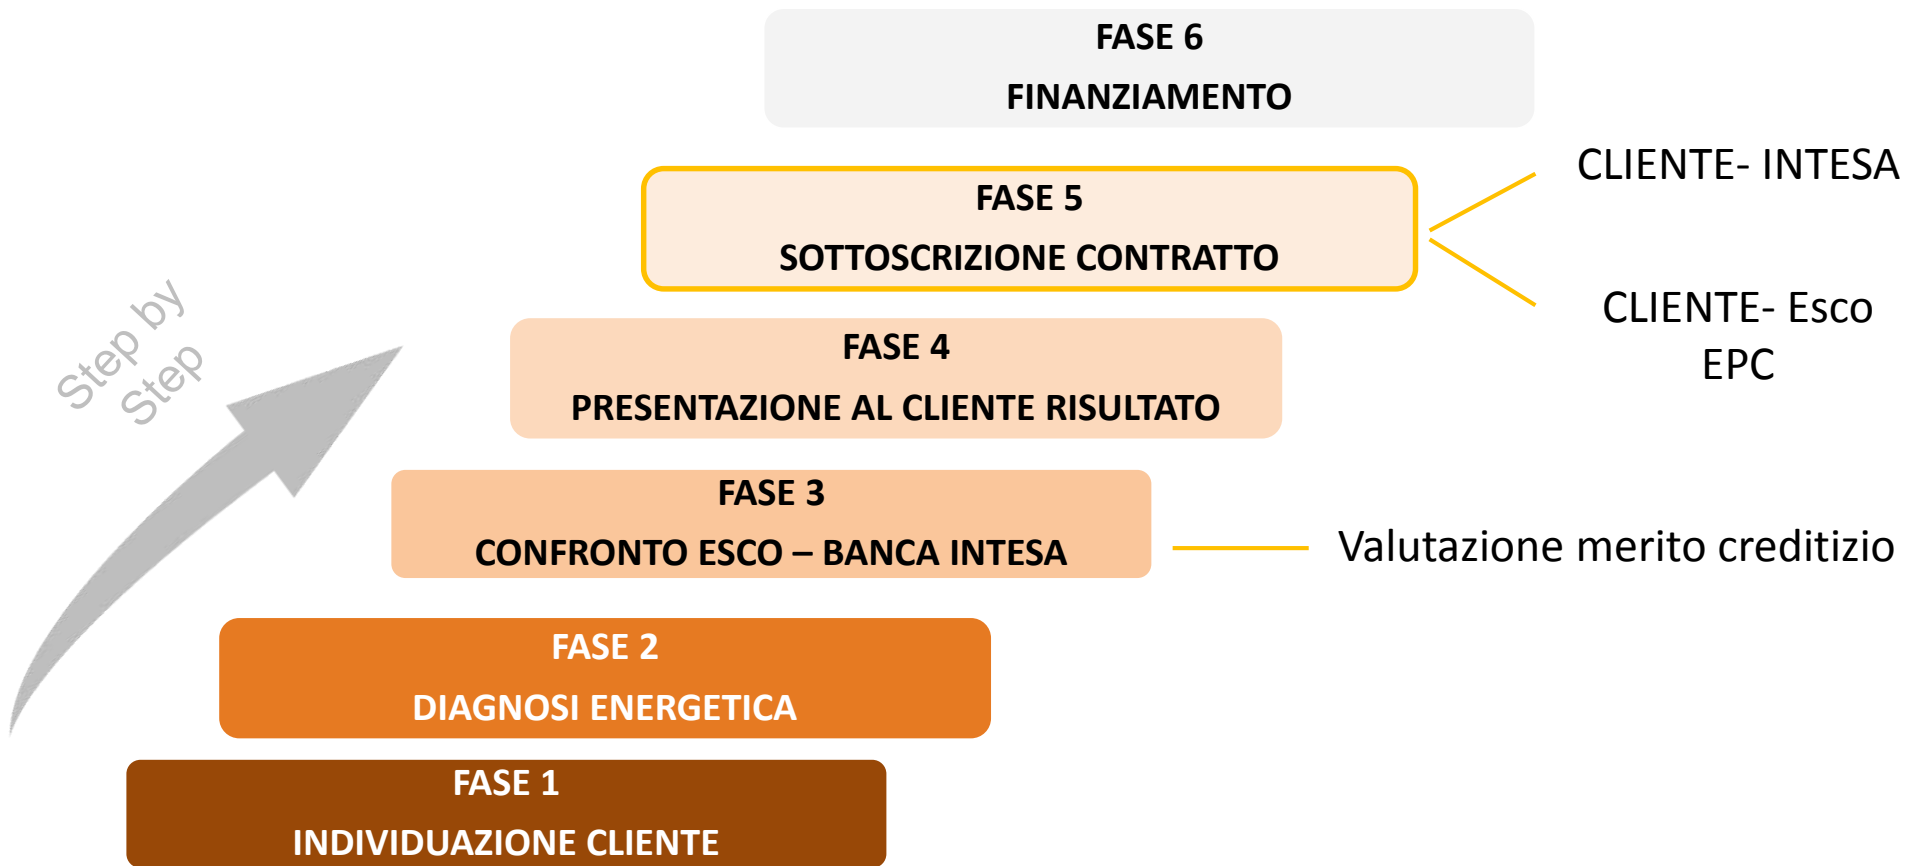 FASE 6
FINANZIAMENTO
CLIENTE- INTESA
FASE 5
SOTTOSCRIZIONE CONTRATTO
CLIENTE- Esco
EPC
Step by
Step
FASE 4
PRESENTAZIONE AL CLIENTE RISULTATO
FASE 3
CONFRONTO ESCO – BANCA INTESA
Valutazione merito creditizio
FASE 2
DIAGNOSI ENERGETICA
FASE 1
INDIVIDUAZIONE CLIENTE